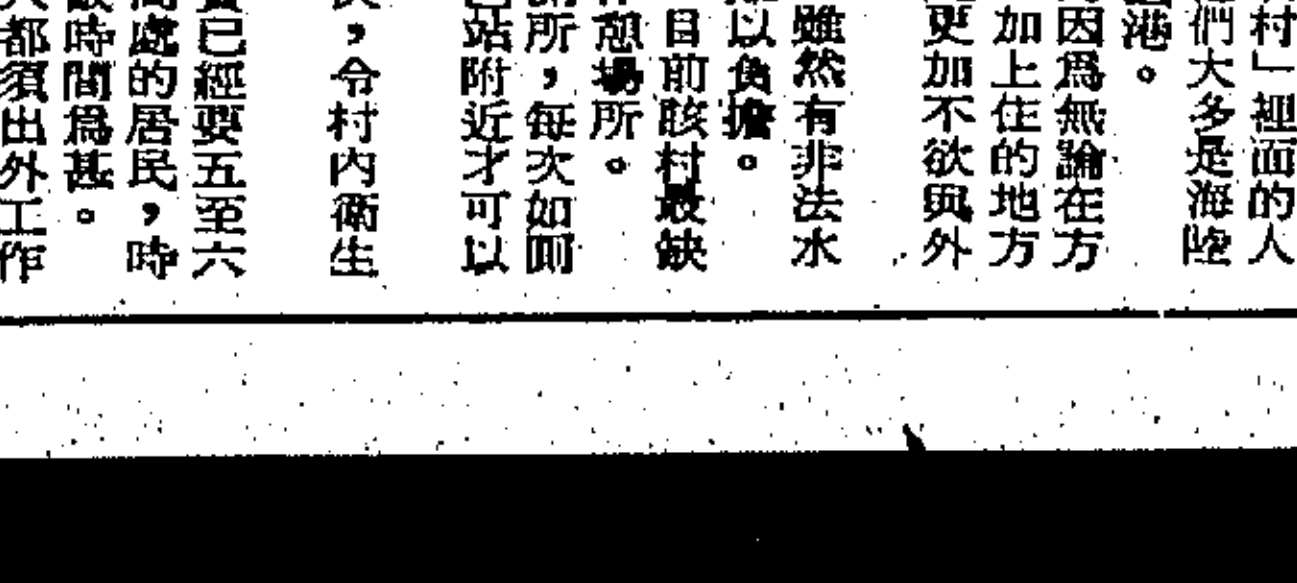 村」裡面的人
們大多是海陸
港。
因爲無論在方
加上住的地方
更加不欲與外
雖然有非法水
以負擔。
目前該村最缺
憩場所。
所，每次如厠
站附近才可以
，令村內衞生
已經要五至六
處的居民，時
時間爲甚。
都須出外工作